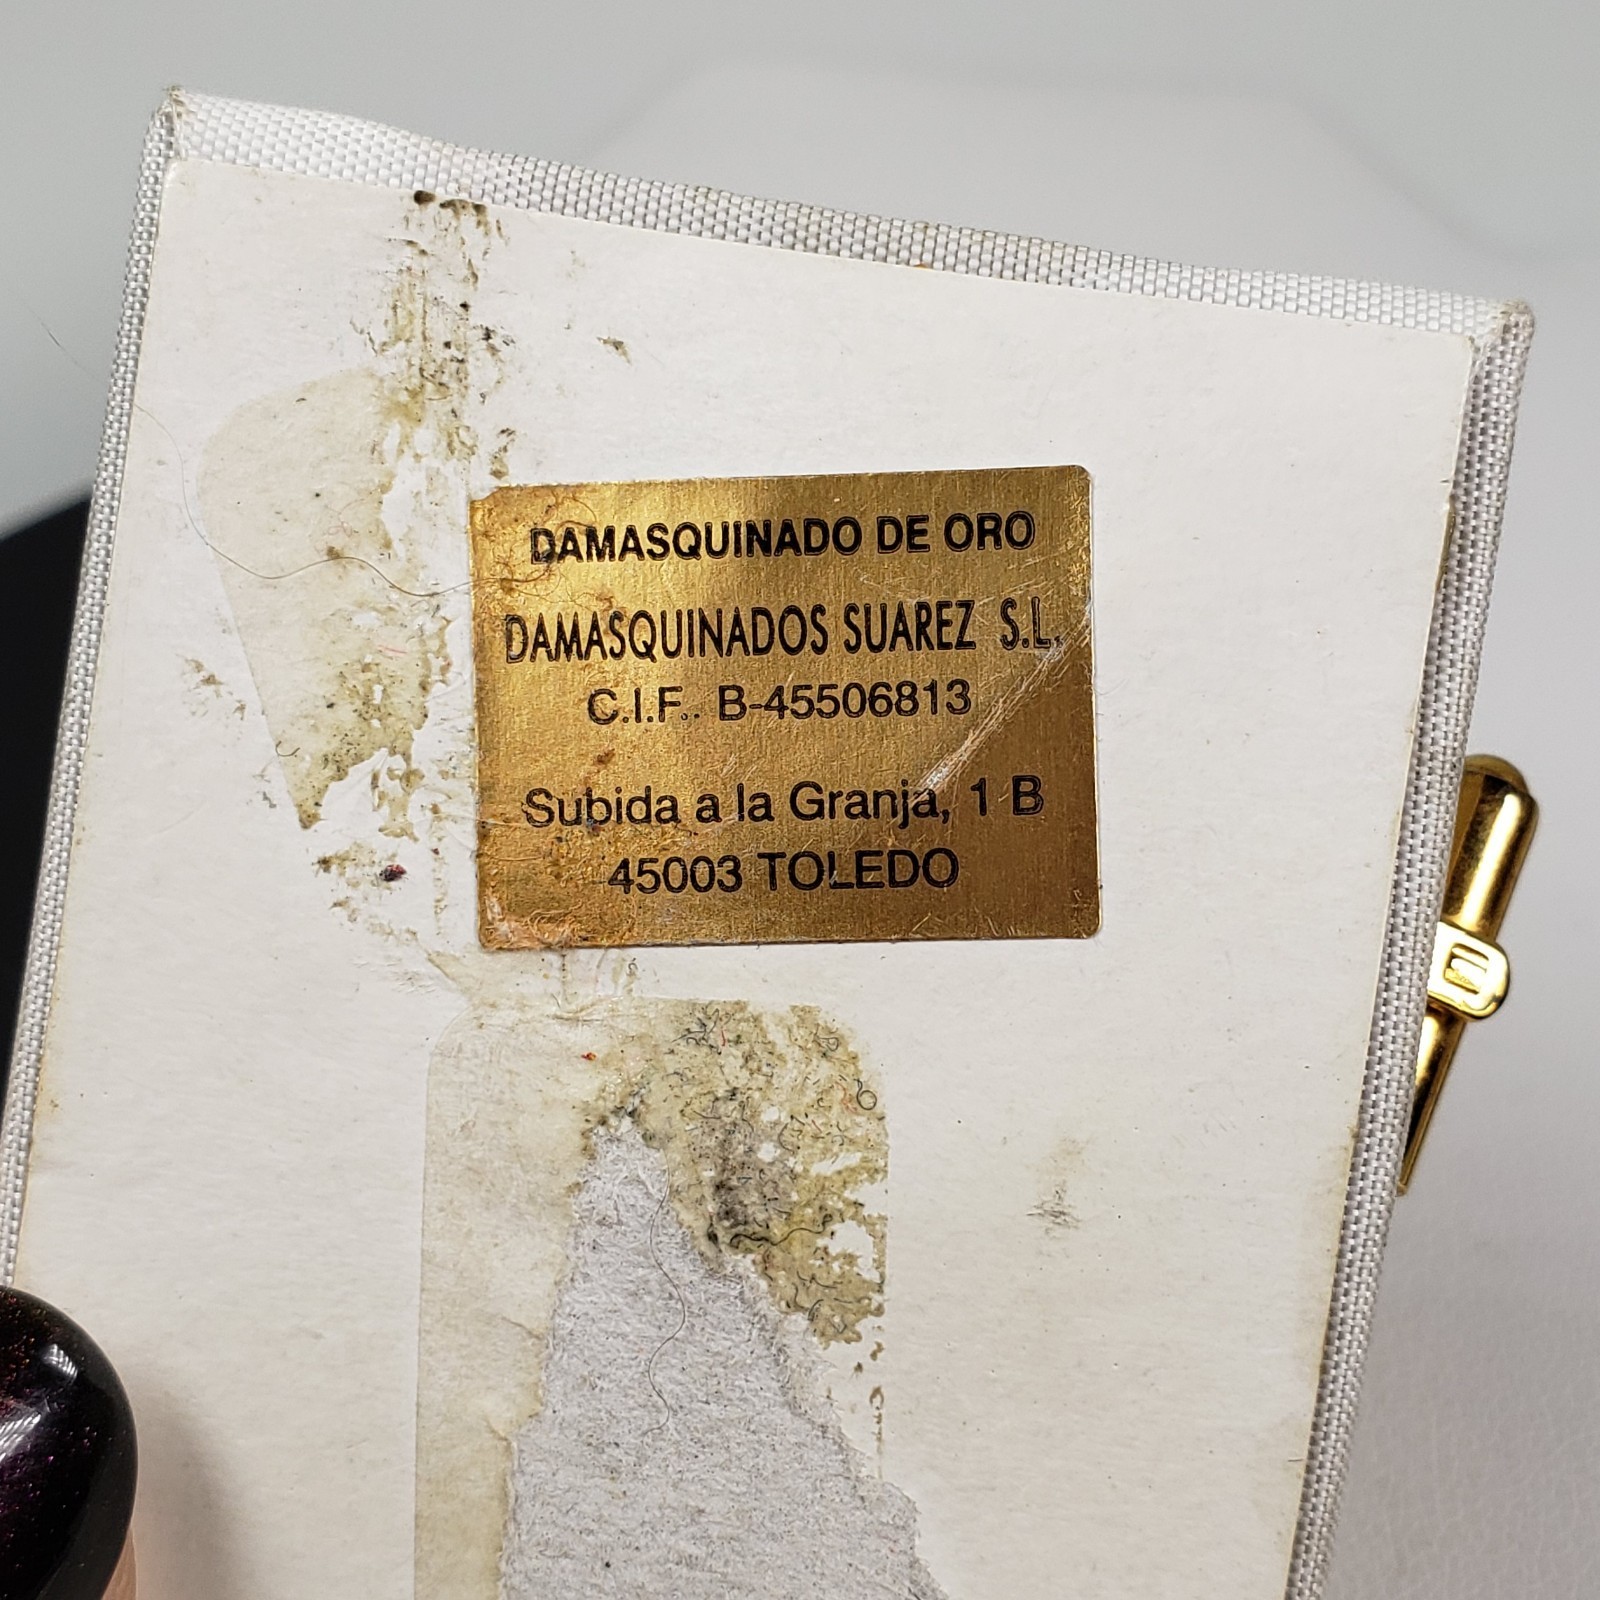 DAMASQUINADO DE ORO
DAMASQUINADOS SUAREZ S.L.
C.I.F.. B-45506813
Subida a la Granja, 1 B
45003 TOLEDO